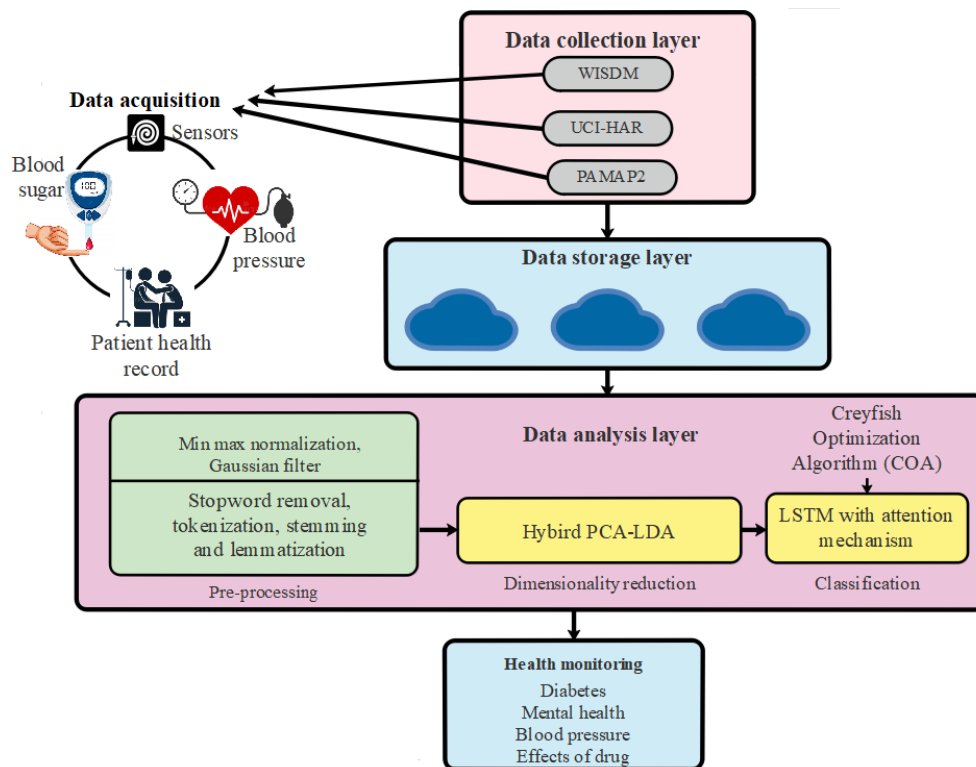 Data collection layer
WISDM
UCI-HAR
PAMAP2
Data acquisition
Sensors
Blood
sugar
100
Blood
pressure
Patient health
record
Data storage layer
Data analysis layer
Min max normalization,
Gaussian filter
Stopword removal,
tokenization, stemming
and lemmatization
Pre-processing
Hybird PCA-LDA
Dimensionality reduction
Creyfish
Optimization
Algorithm (COA)
LSTM with attention
mechanism
Classification
Health monitoring
Diabetes
Mental health
Blood pressure
Effects of drug